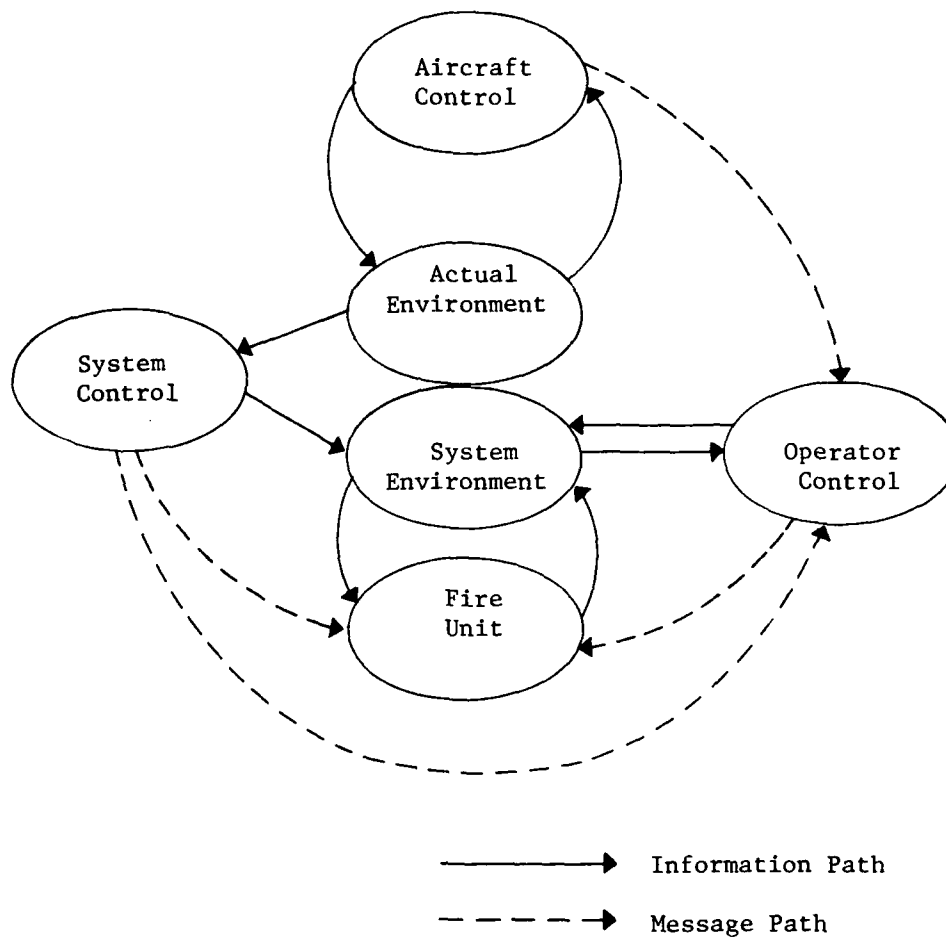 Aircraft
Control
Actual
Environment
System
Control
System
Environment
Operator
Control
Fire
Unit
Information Path
Message Path